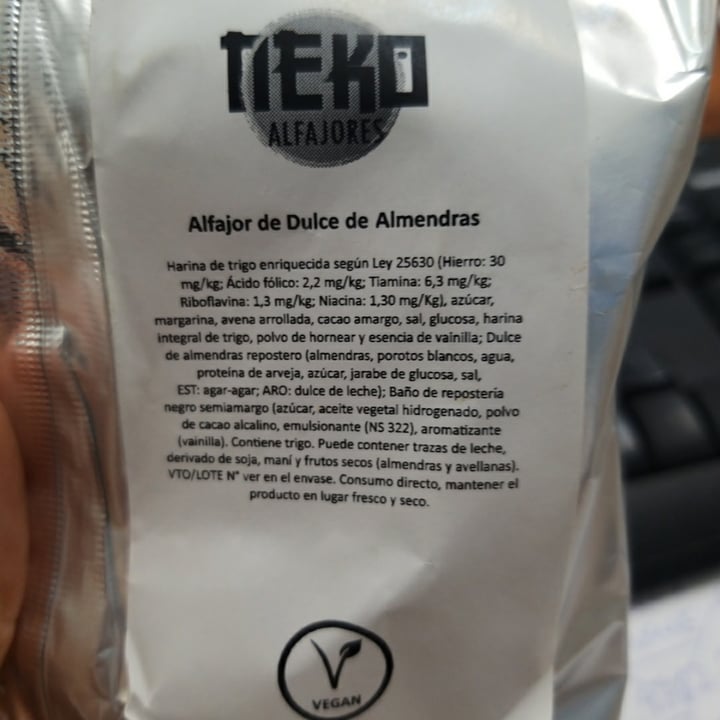 NEKO
ALFAJORES
Alfajor de Dulce de Almendras
Harina de trigo enriquecida según Ley 25630 (Hierro: 30
mg/kg; Ácido fólico: 2,2 mg/kg; Tiamina: 6,3 mg/kg;
Riboflavina: 1,3 mg/kg; Niacina: 1,30 mg/Kg), azúcar,
margarina, avena arrollada, cacao amargo, sal, glucosa, harina
integral de trigo, polvo de hornear y esencia de vainilla; Dulce
de almendras repostero (almendras, porotos blancos, agua,
proteína de arveja, azúcar, jarabe de glucosa, sal,
EST: agar-agar; ARO: dulce de leche); Baño de repostería
negro semiamargo (azúcar, aceite vegetal hidrogenado, polvo
de cacao alcalino, emulsionante (NS 322), aromatizante
(vainilla). Contiene trigo. Puede contener trazas de leche,
derivado de soja, maní y frutos secos (almendras y avellanas).
VTO/LOTE N° ver en el envase. Consumo directo, mantener el
producto en lugar fresco y seco.
VEGAN